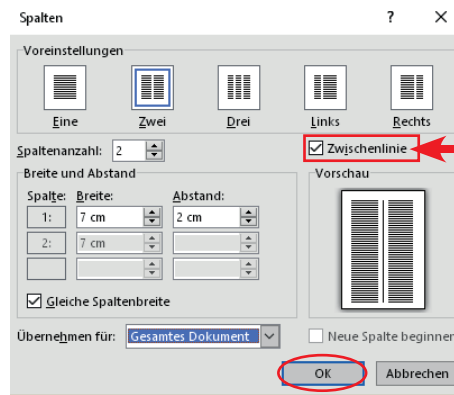 Spalten ? ×
Voreinstellungen
Eine Zwei Drei Links Rechts
Spaltenanzahl: 2 Zwischenlinie
Breite und Abstand Vorschau
Spalte: Breite: Abstand:
1: 7 cm 2 cm
2: 7 cm
Gleiche Spaltenbreite
Übernehmen für: Gesamtes Dokument Neue Spalte beginnen
OK Abbrechen